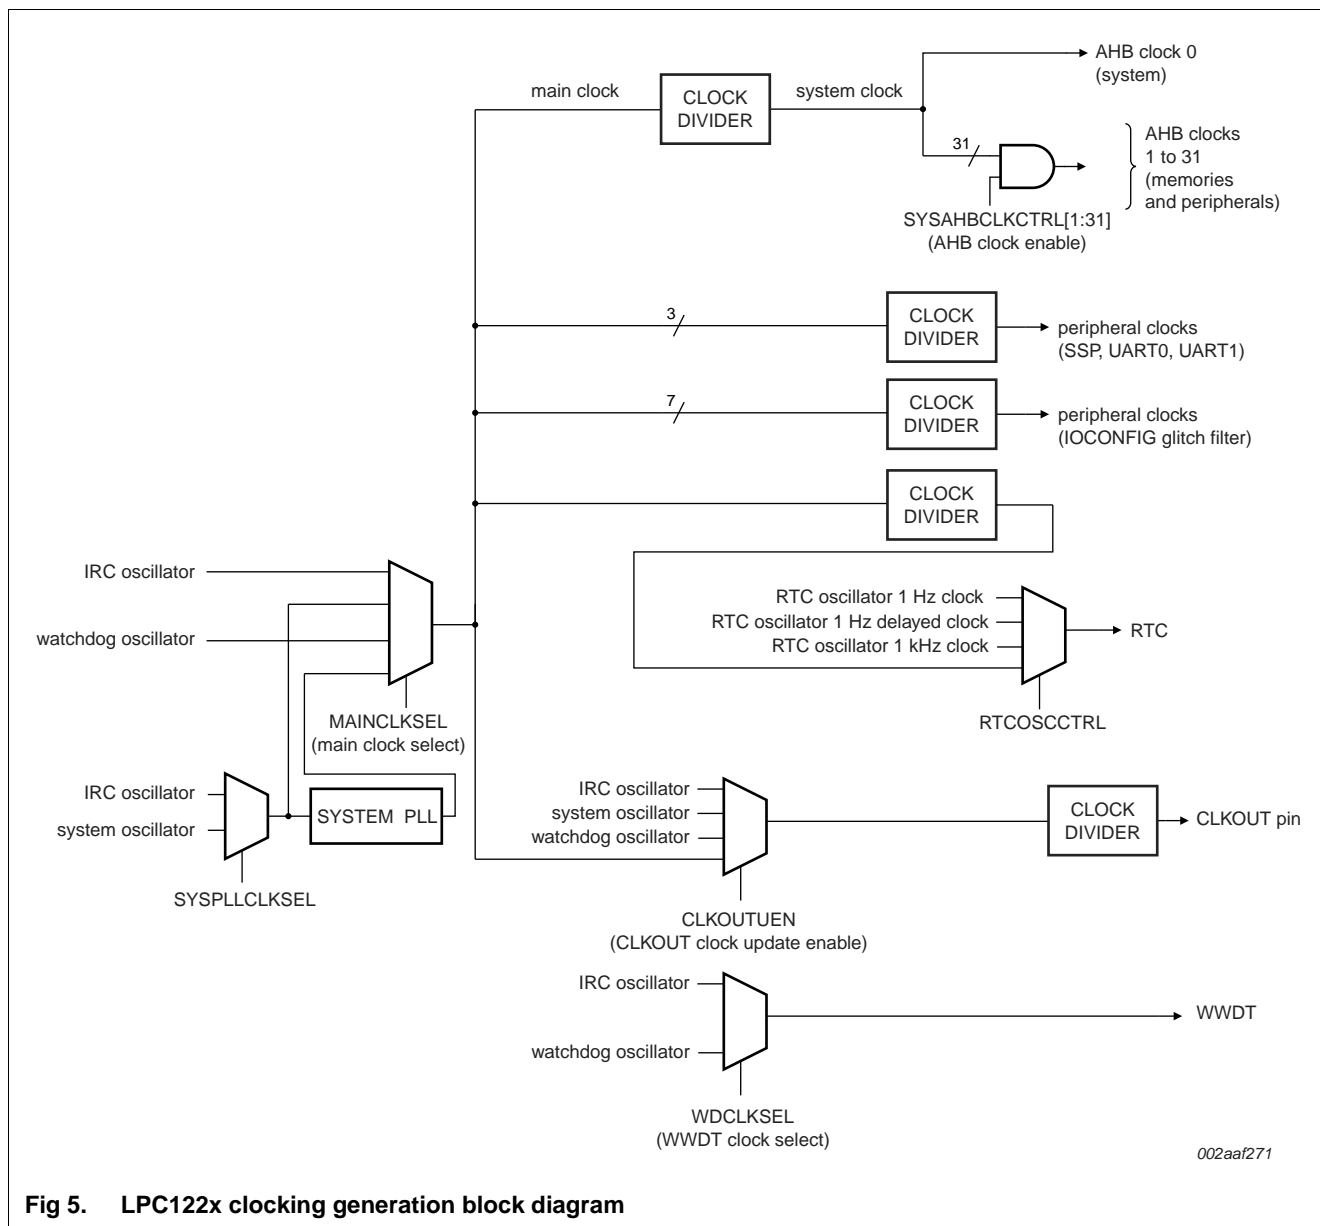 AHB clock 0
(system)
main clock
CLOCK
DIVIDER
system clock
31
AHB clocks
1 to 31
(memories
and peripherals)
SYSAHBCLKCTRL[1:31]
(AHB clock enable)
3
CLOCK
DIVIDER
peripheral clocks
(SSP, UART0, UART1)
7
CLOCK
DIVIDER
peripheral clocks
(IOCONFIG glitch filter)
CLOCK
DIVIDER
IRC oscillator
watchdog oscillator
MAINCLKSEL
(main clock select)
RTC oscillator 1 Hz clock
RTC oscillator 1 Hz delayed clock
RTC oscillator 1 kHz clock
RTC
RTCOSCCTRL
IRC oscillator
system oscillator
SYSTEM PLL
SYSPLLCLKSEL
IRC oscillator
system oscillator
watchdog oscillator
CLOCK
DIVIDER
CLKOUT pin
CLKOUTUEN
(CLKOUT clock update enable)
IRC oscillator
watchdog oscillator
WWDT
WDCLKSEL
(WWDT clock select)
002aaf271
Fig 5. LPC122x clocking generation block diagram